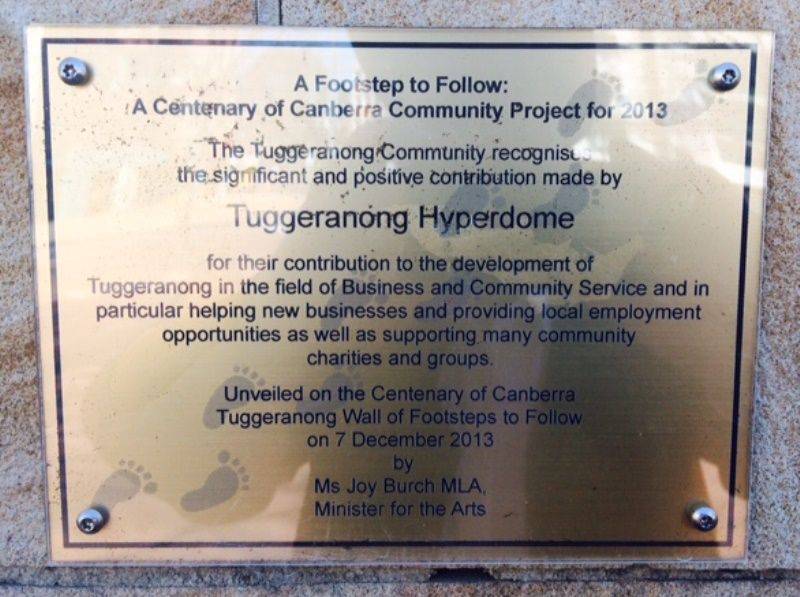 A Footstep to Follow:
A Centenary of Canberra Community Project for 2013
The Tuggeranong Community recognises
the significant and positive contribution made by
Tuggeranong Hyperdome
for their contribution to the development of
Tuggeranong in the field of Business and Community Service and in
particular helping new businesses and providing local employment
opportunities as well as supporting many community
charities and groups.
Unveiled on the Centenary of Canberra
Tuggeranong Wall of Footsteps to Follow
on 7 December 2013
by
Ms Joy Burch MLA,
Minister for the Arts